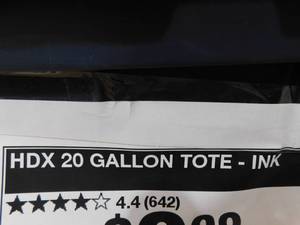 HDX 20 GALLON TOTE - INK
★★★★☆ 4.4 (642)